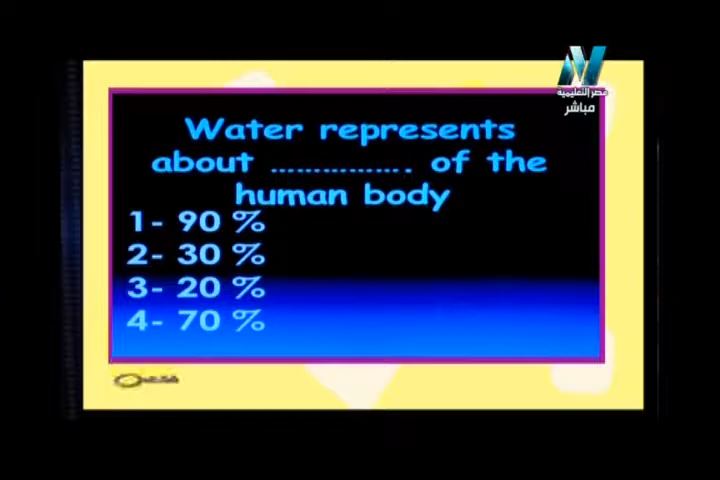 مصر التعليمية
مباشر
Water represents
about ............... of the
human body
1- 90 %
2- 30 %
3- 20 %
4- 70 %